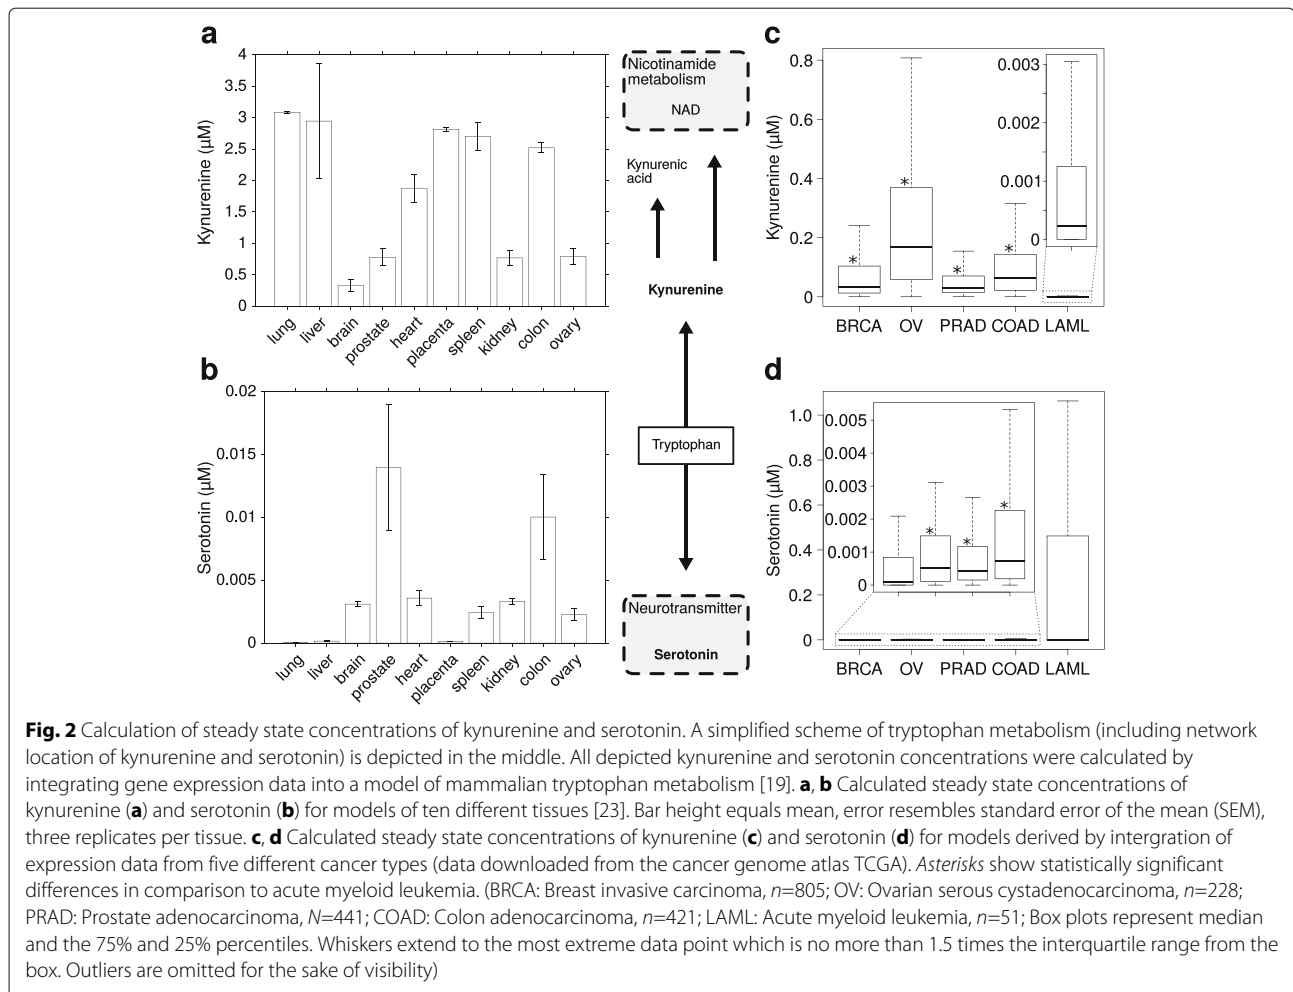 a
4
3.5
3
2.5
2
1.5
1
0.5
0
Kynurenine (µM)
lung
liver
brain
prostate
heart
placenta
spleen
kidney
colon
ovary
b
0.02
0.015
0.01
0.005
0
Serotonin (µM)
lung
liver
brain
prostate
heart
placenta
spleen
kidney
colon
ovary
Nicotinamide
metabolism
NAD
Kynurenic
acid
Kynurenine
Tryptophan
Neurotransmitter
Serotonin
c
0.8
0.6
0.4
0.2
0
Kynurenine (µM)
0.003
0.002
0.001
0
*
*
*
*
BRCA
OV
PRAD
COAD
LAML
d
1.0
0.8
0.6
0.4
0.2
0
Serotonin (µM)
0.005
0.004
0.003
0.002
0.001
0
*
*
*
BRCA
OV
PRAD
COAD
LAML
Fig. 2 Calculation of steady state concentrations of kynurenine and serotonin. A simplified scheme of tryptophan metabolism (including network
location of kynurenine and serotonin) is depicted in the middle. All depicted kynurenine and serotonin concentrations were calculated by
integrating gene expression data into a model of mammalian tryptophan metabolism [19]. a, b Calculated steady state concentrations of
kynurenine (a) and serotonin (b) for models of ten different tissues [23]. Bar height equals mean, error resembles standard error of the mean (SEM),
three replicates per tissue. c, d Calculated steady state concentrations of kynurenine (c) and serotonin (d) for models derived by intergration of
expression data from five different cancer types (data downloaded from the cancer genome atlas TCGA). Asterisks show statistically significant
differences in comparison to acute myeloid leukemia. (BRCA: Breast invasive carcinoma, n=805; OV: Ovarian serous cystadenocarcinoma, n=228;
PRAD: Prostate adenocarcinoma, N=441; COAD: Colon adenocarcinoma, n=421; LAML: Acute myeloid leukemia, n=51; Box plots represent median
and the 75% and 25% percentiles. Whiskers extend to the most extreme data point which is no more than 1.5 times the interquartile range from the
box. Outliers are omitted for the sake of visibility)